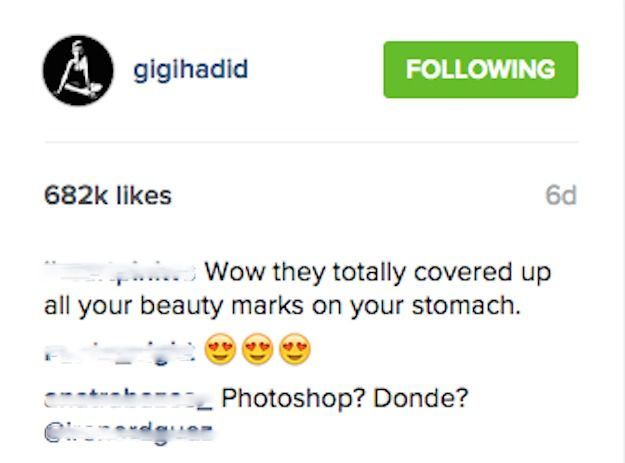 gigihadid
FOLLOWING
682k likes
6d
Wow they totally covered up
all your beauty marks on your stomach.
😍😍😍
Photoshop? Donde?